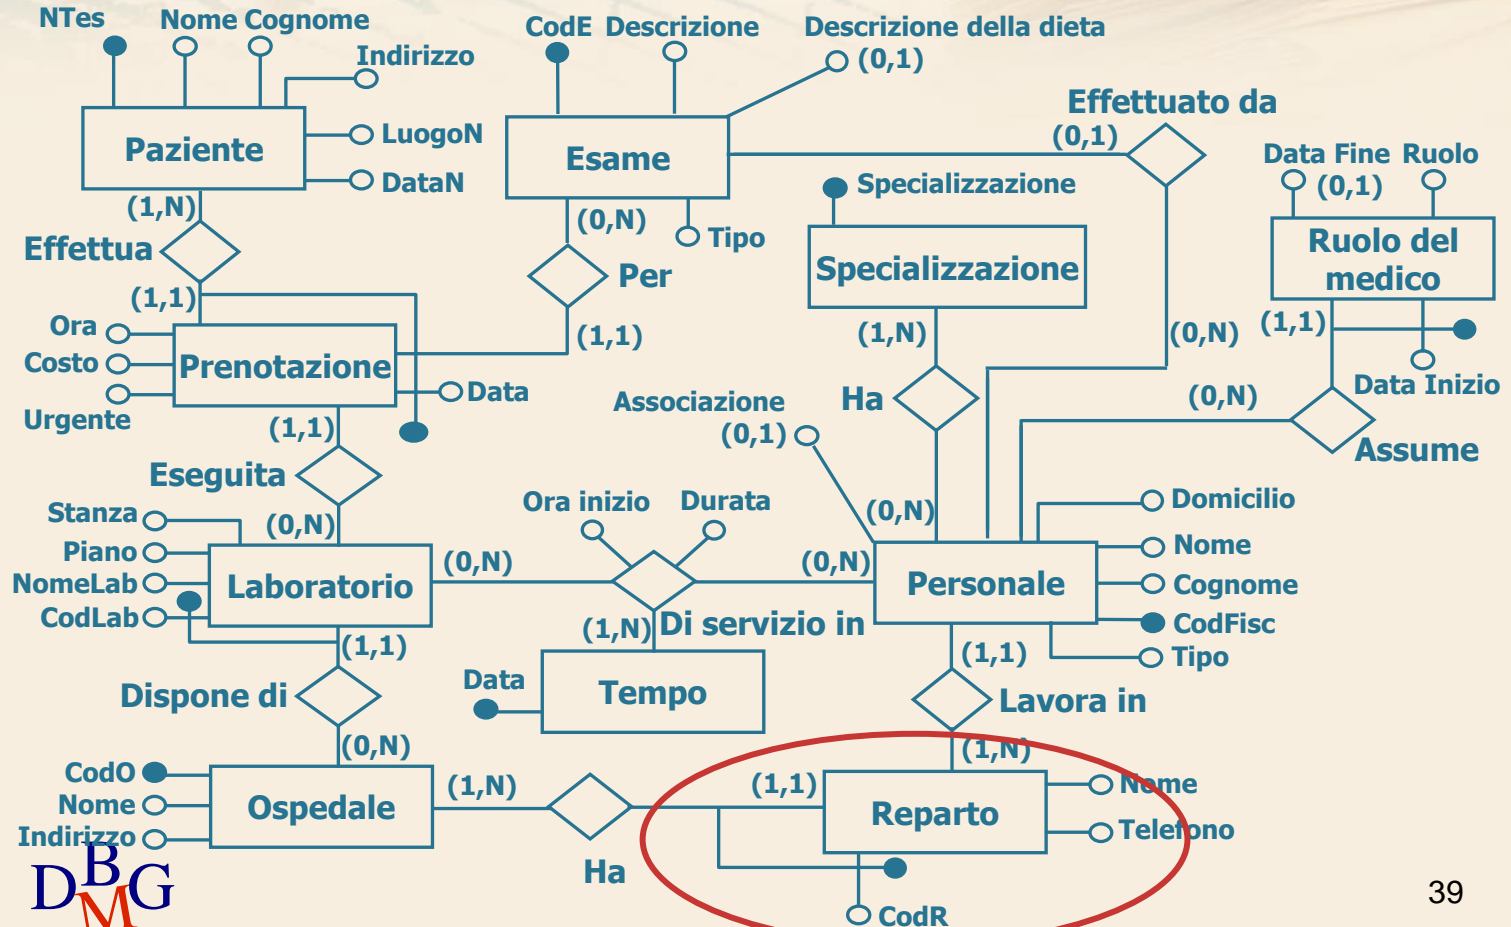 NTes
Nome Cognome
Indirizzo
Paziente
LuogoN
DataN
(1,N)
Effettua
(1,1)
CodE Descrizione
Descrizione della dieta
(0,1)
Esame
(0,N)
Tipo
Per
(1,1)
Effettuato da
(0,1)
(0,N)
Specializzazione
Specializzazione
(1,N)
Ha
(0,N)
Data Fine Ruolo
(0,1)
Ruolo del
medico
(1,1)
Data Inizio
(0,N)
Assume
Ora
Costo
Urgente
Prenotazione
Data
(1,1)
Eseguita
(0,N)
Stanza
Piano
NomeLab
CodLab
Laboratorio
(0,N)
Ora inizio
Durata
Associazione
(0,1)
(0,N)
Di servizio in
(1,N)
Data
Tempo
Personale
Domicilio
Nome
Cognome
CodFisc
Tipo
(1,1)
Lavora in
(1,N)
(1,1)
Dispone di
(0,N)
CodO
Nome
Indirizzo
Ospedale
(1,N)
Ha
(1,1)
Reparto
Nome
Telefono
CodR
DBMG
39